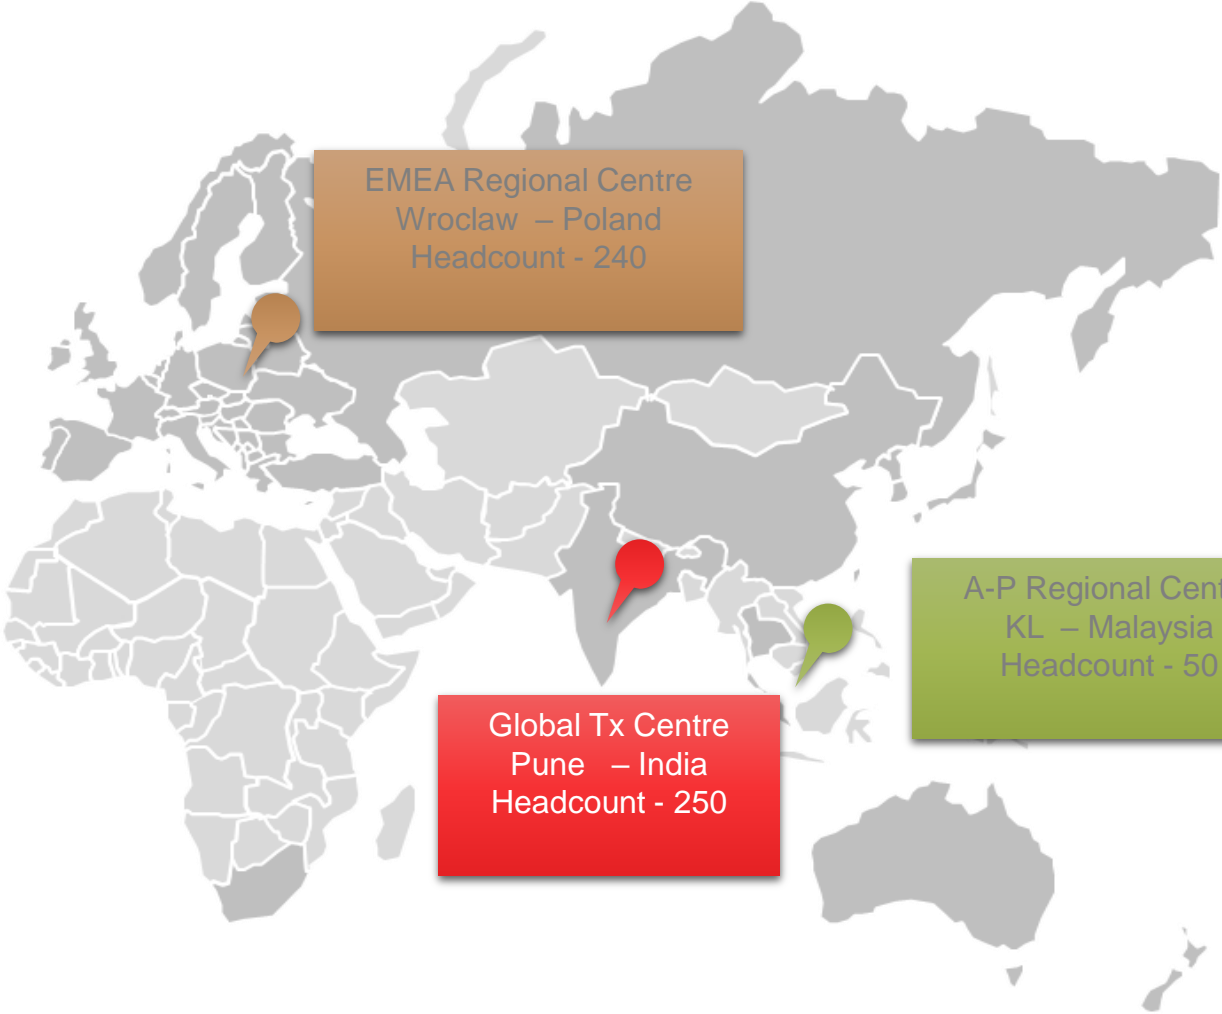 EMEA Regional Centre
Wroclaw – Poland
Headcount - 240
A-P Regional Cent
KL – Malaysia
Headcount - 50
Global Tx Centre
Pune – India
Headcount - 250